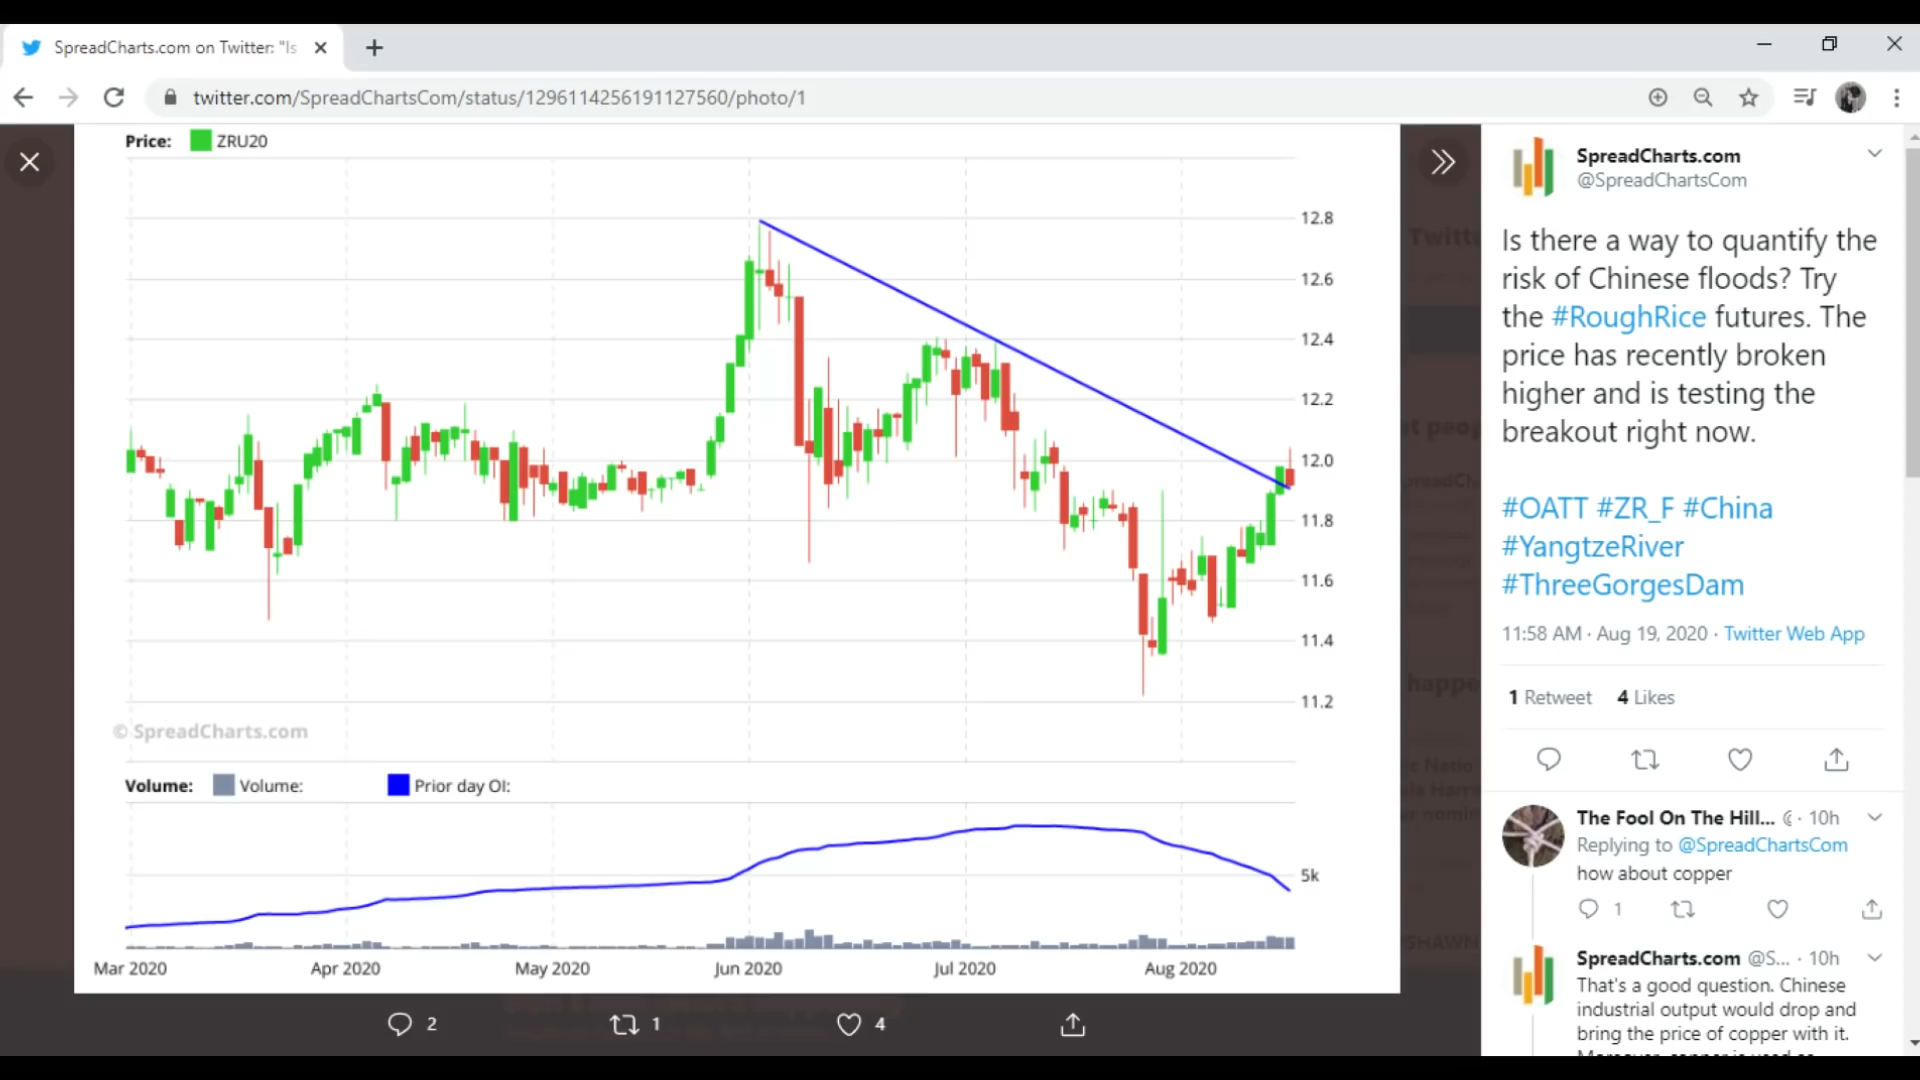 SpreadCharts.com on Twitter: "Is
twitter.com/SpreadChartsCom/status/1296114256191127560/photo/1
Price: ZRU20
12.8
12.6
12.4
12.2
12.0
11.8
11.6
11.4
11.2
© SpreadCharts.com
Volume: Volume: Prior day OI:
5k
Mar 2020 Apr 2020 May 2020 Jun 2020 Jul 2020 Aug 2020
2 1 4
SpreadCharts.com
@SpreadChartsCom
Is there a way to quantify the
risk of Chinese floods? Try
the #RoughRice futures. The
price has recently broken
higher and is testing the
breakout right now.
#OATT #ZR_F #China
#YangtzeRiver
#ThreeGorgesDam
11:58 AM · Aug 19, 2020 · Twitter Web App
1 Retweet 4 Likes
The Fool On The Hill... · 10h
Replying to @SpreadChartsCom
how about copper
1
SpreadCharts.com @S... · 10h
That's a good question. Chinese
industrial output would drop and
bring the price of copper with it.